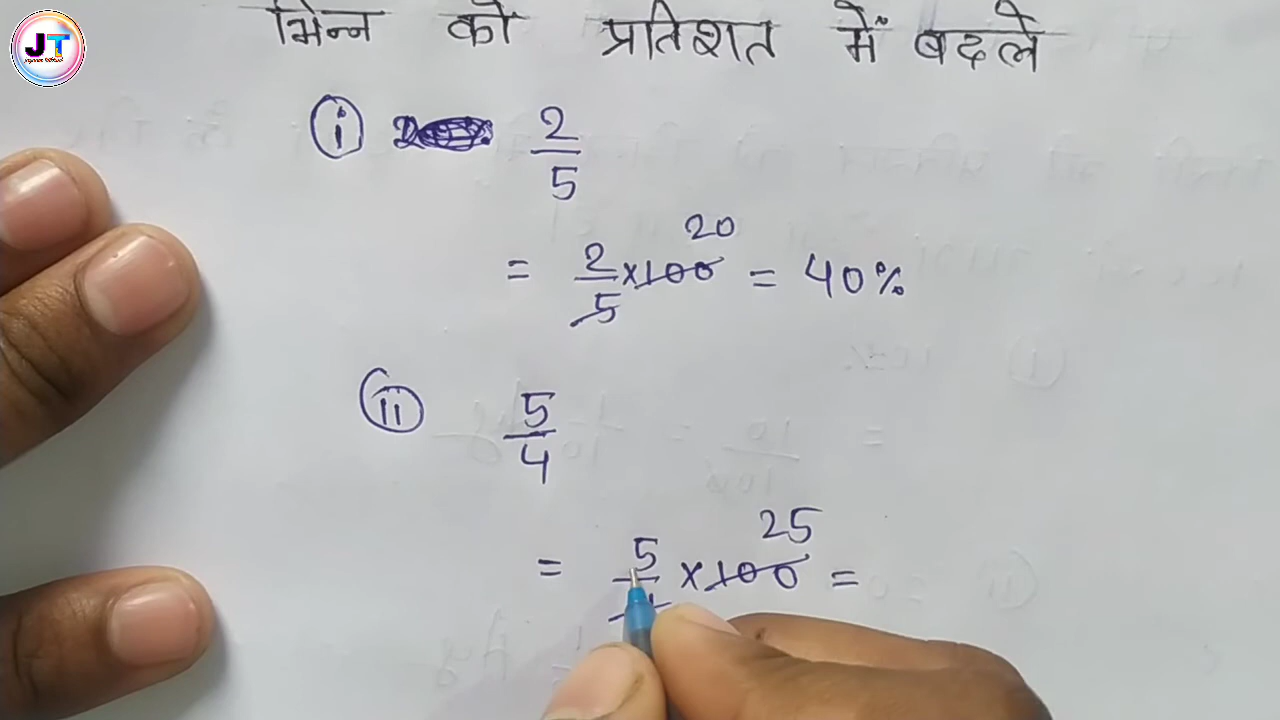 JT
भिन्न को प्रतिशत में बदले
i 2/5
= 2/5 × 100 20 = 40%
ii 5/4
= 5/4 × 100 25 =